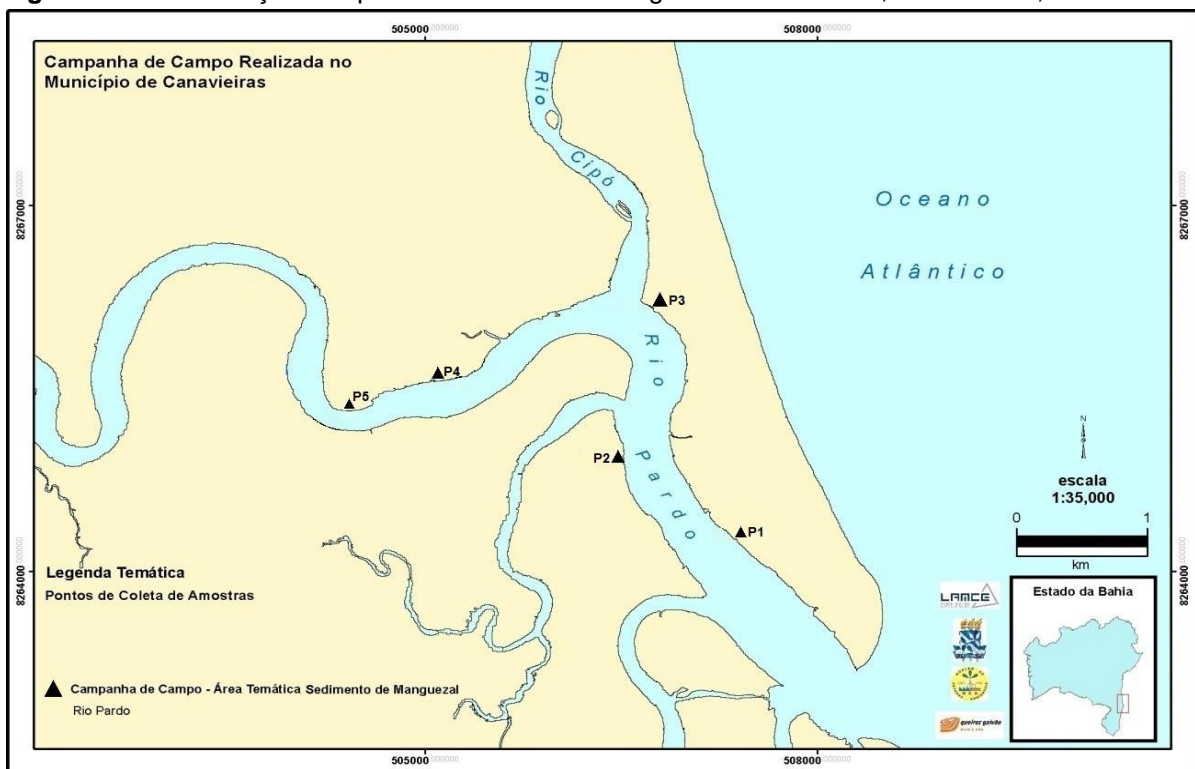 505000
508000
Campanha de Campo Realizada no
Município de Canavieiras
Rio
Cipó
Oceano
Atlântico
8267000
8267000
P3
Rio
P4
P5
P2
Pardo
P1
N
escala
1:35,000
0 1
km
8264000
8264000
Legenda Temática
Pontos de Coleta de Amostras
LAMCE
Estado da Bahia
Campanha de Campo - Área Temática Sedimento de Manguezal
Rio Pardo
queiroz galvão
505000
508000